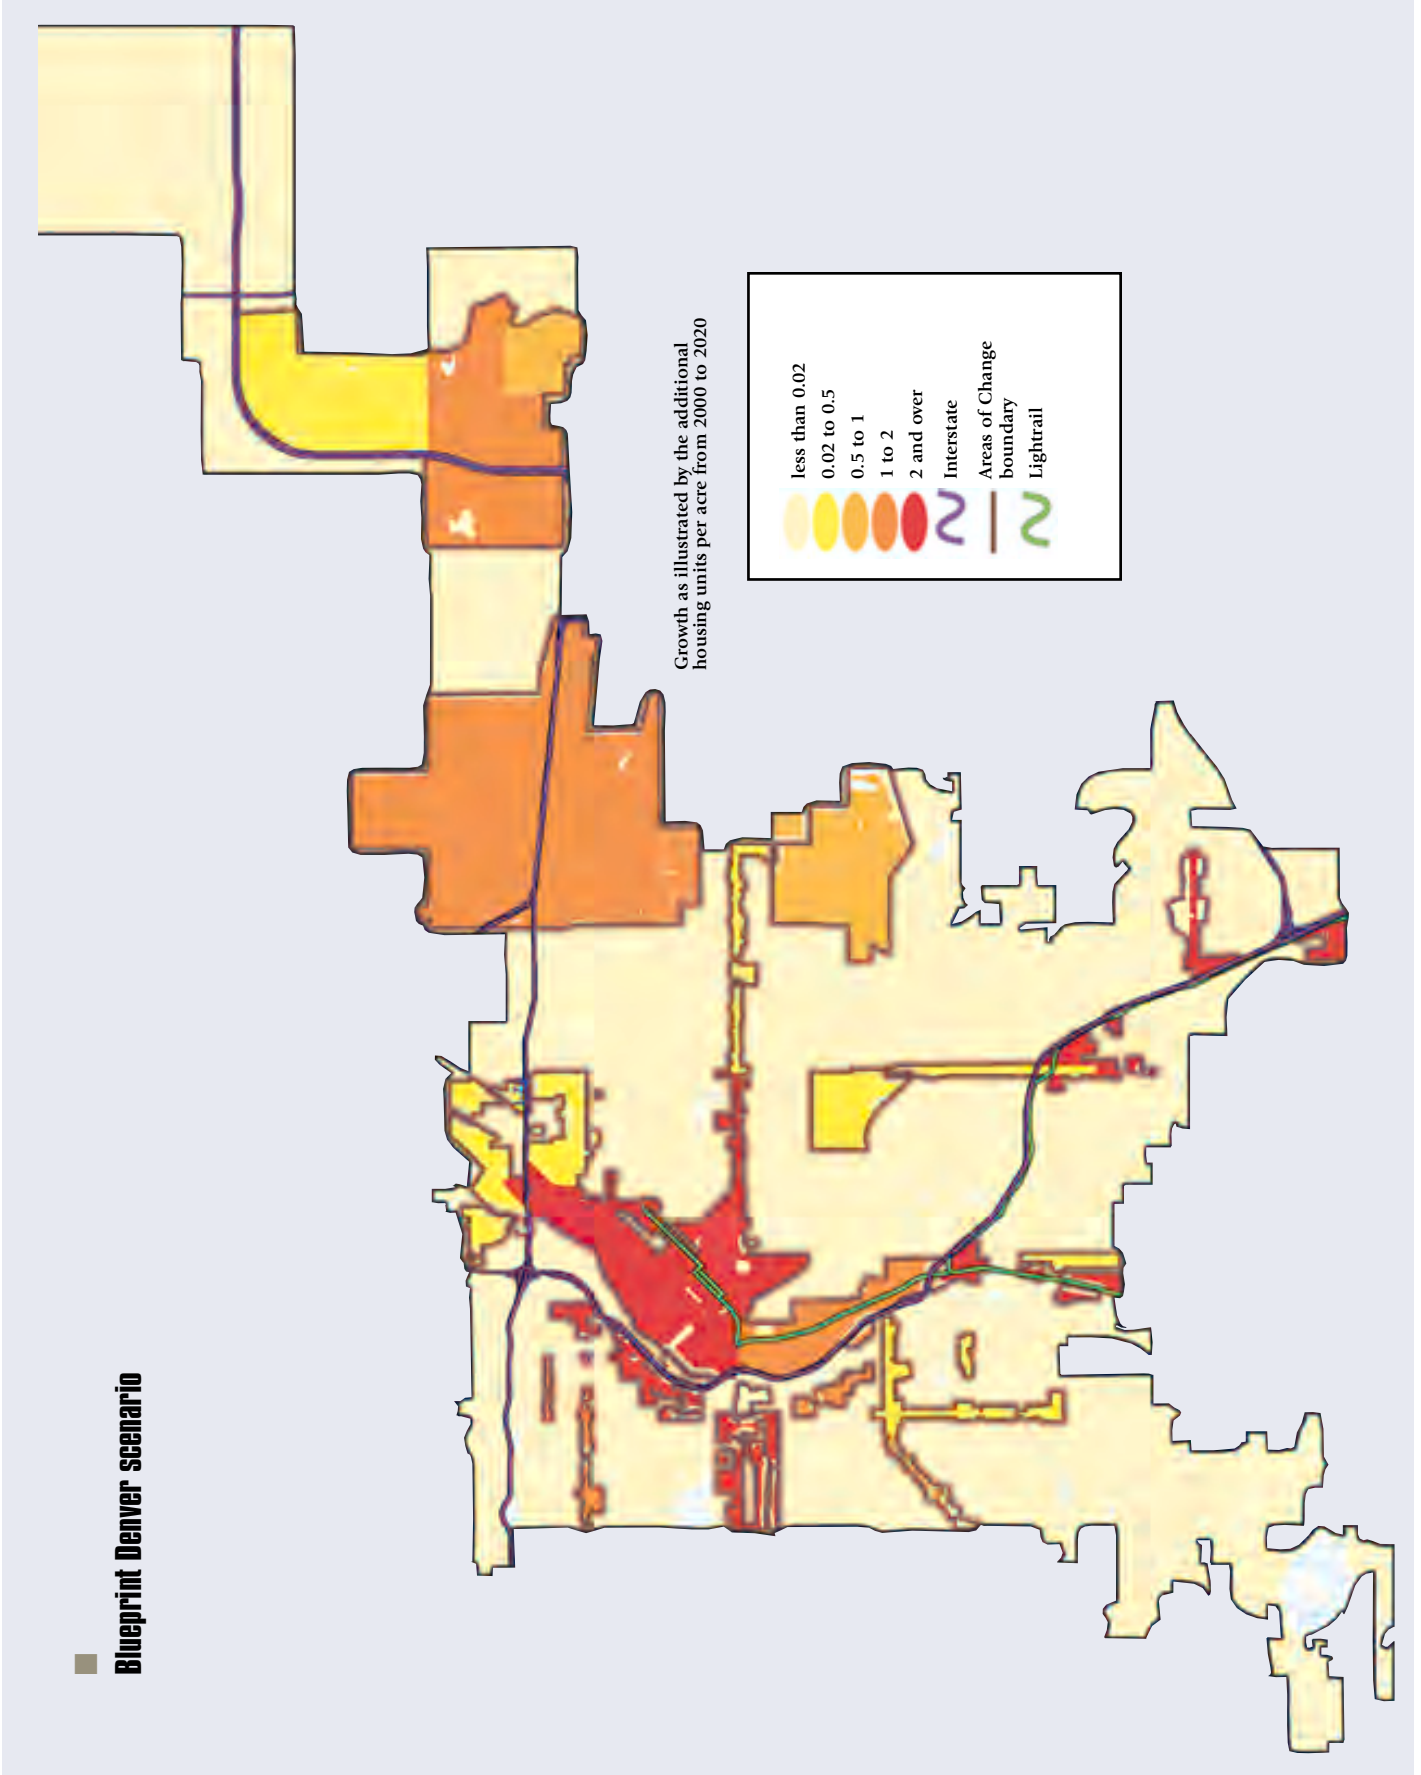 Blueprint Denver scenario
Growth as illustrated by the additional
housing units per acre from 2000 to 2020
less than 0.02
0.02 to 0.5
0.5 to 1
1 to 2
2 and over
Interstate
Areas of Change
boundary
Lightrail